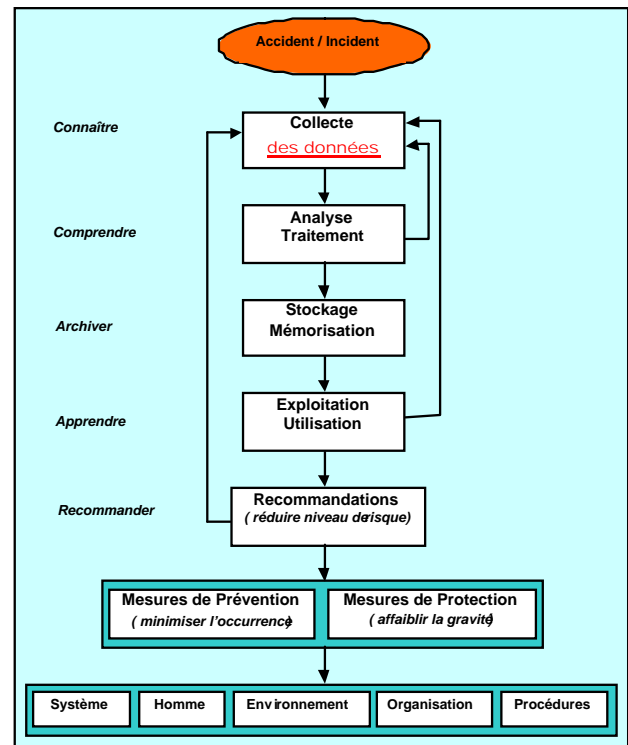 Accident / Incident
Connaître
Collecte
des données
Comprendre
Analyse
Traitement
Archiver
Stockage
Mémorisation
Apprendre
Exploitation
Utilisation
Recommander
Recommandations
( réduire niveau de risque)
Mesures de Prévention
( minimiser l'occurrence)
Mesures de Protection
( affaiblir la gravité)
Système
Homme
Environnement
Organisation
Procédures